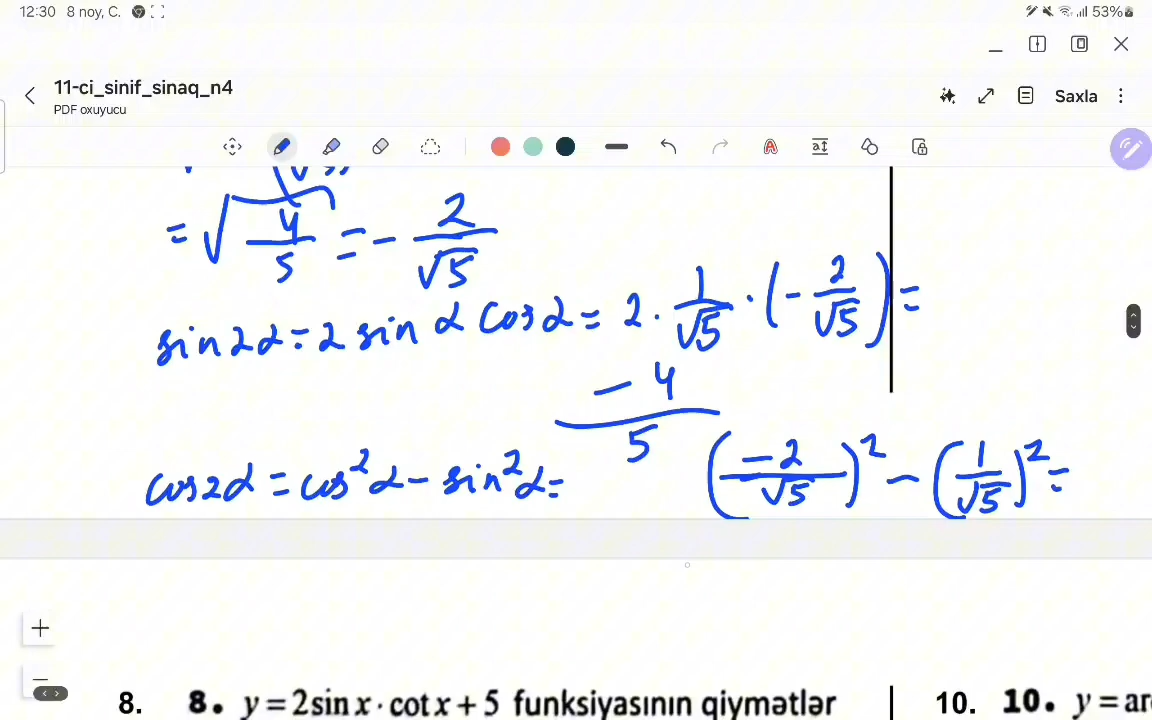 12:30 8 noy, C. 53%
11-ci_sinif_sinaq_n4
PDF oxuyucu
Saxla
= √(4/5) = - 2/√5
sin2α = 2 sin α cos α = 2 · 1/√5 · (- 2/√5) =
- 4/5
cos2α = cos²α - sin²α = (-2/√5)² - (1/√5)² =
8. 8. y = 2 sin x · cot x + 5 funksiyasının qiymətlər
10. 10. y = ar